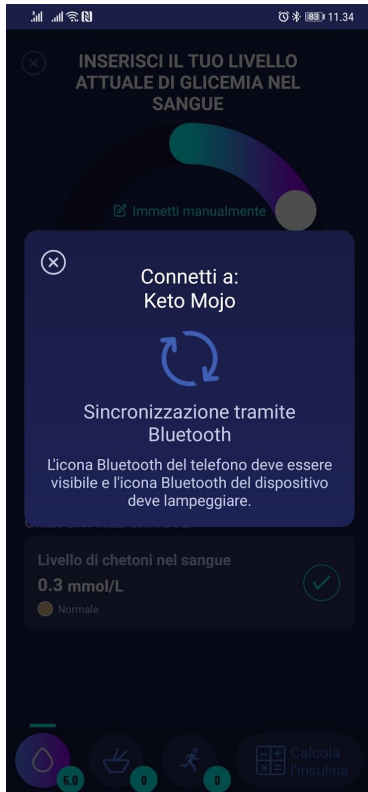 83 11.34
INSERISCI IL TUO LIVELLO
ATTUALE DI GLICEMIA NEL
SANGUE
Immetti manualmente
Connetti a:
Keto Mojo
Sincronizzazione tramite
Bluetooth
L'icona Bluetooth del telefono deve essere
visibile e l'icona Bluetooth del dispositivo
deve lampeggiare.
Livello di chetoni nel sangue
0.3 mmol/L
Normale
6.0
0
0
Calcola
l'insulina